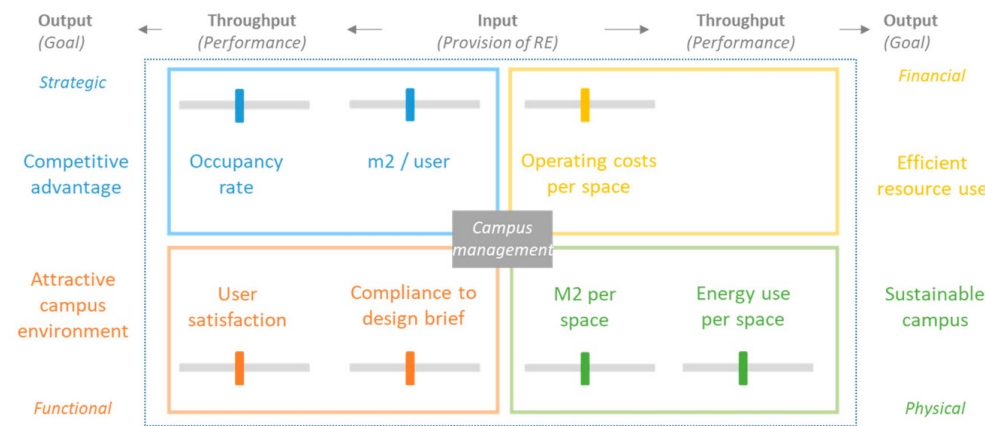 Output
(Goal)
Throughput
(Performance)
Input
(Provision of RE)
Throughput
(Performance)
Output
(Goal)
Strategic
Financial
Competitive
advantage
Occupancy
rate
m2 / user
Operating costs
per space
Efficient
resource use
Campus
management
Attractive
campus
environment
User
satisfaction
Compliance to
design brief
M2 per
space
Energy use
per space
Sustainable
campus
Functional
Physical